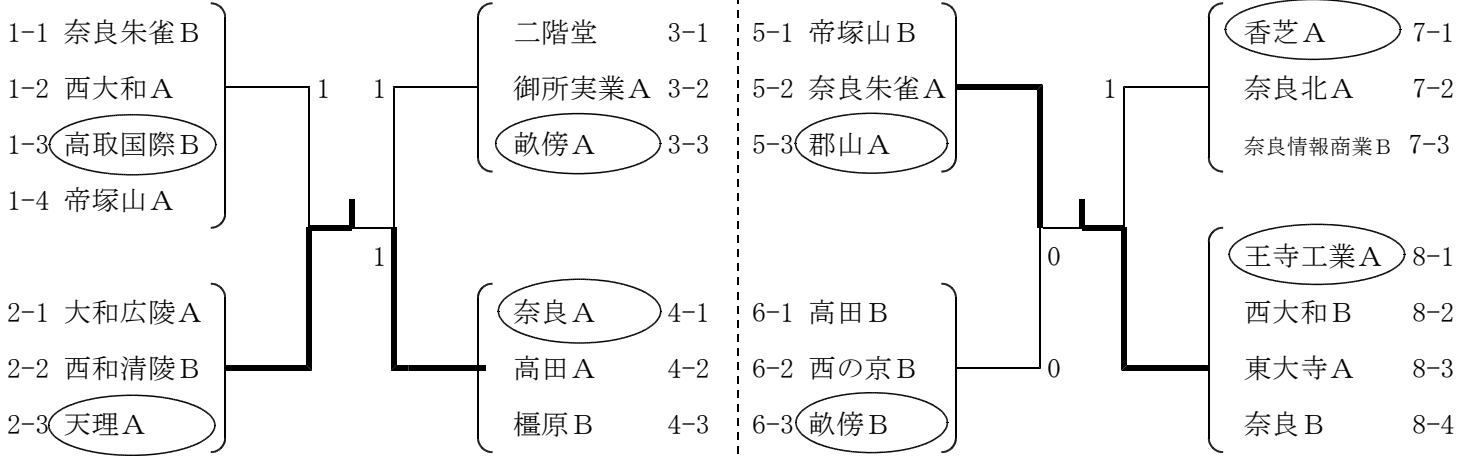 1-1 奈良朱雀B
1-2 西大和A
1-3 高取国際B
1-4 帝塚山A
1
2-1 大和広陵A
2-2 西和清陵B
2-3 天理A
1
二階堂 3-1
御所実業A 3-2
畝傍A 3-3
1
奈良A 4-1
高田A 4-2
橿原B 4-3
5-1 帝塚山B
5-2 奈良朱雀A
5-3 郡山A
0
6-1 高田B
6-2 西の京B
6-3 畝傍B
0
1
香芝A 7-1
奈良北A 7-2
奈良情報商業B 7-3
王寺工業A 8-1
西大和B 8-2
東大寺A 8-3
奈良B 8-4